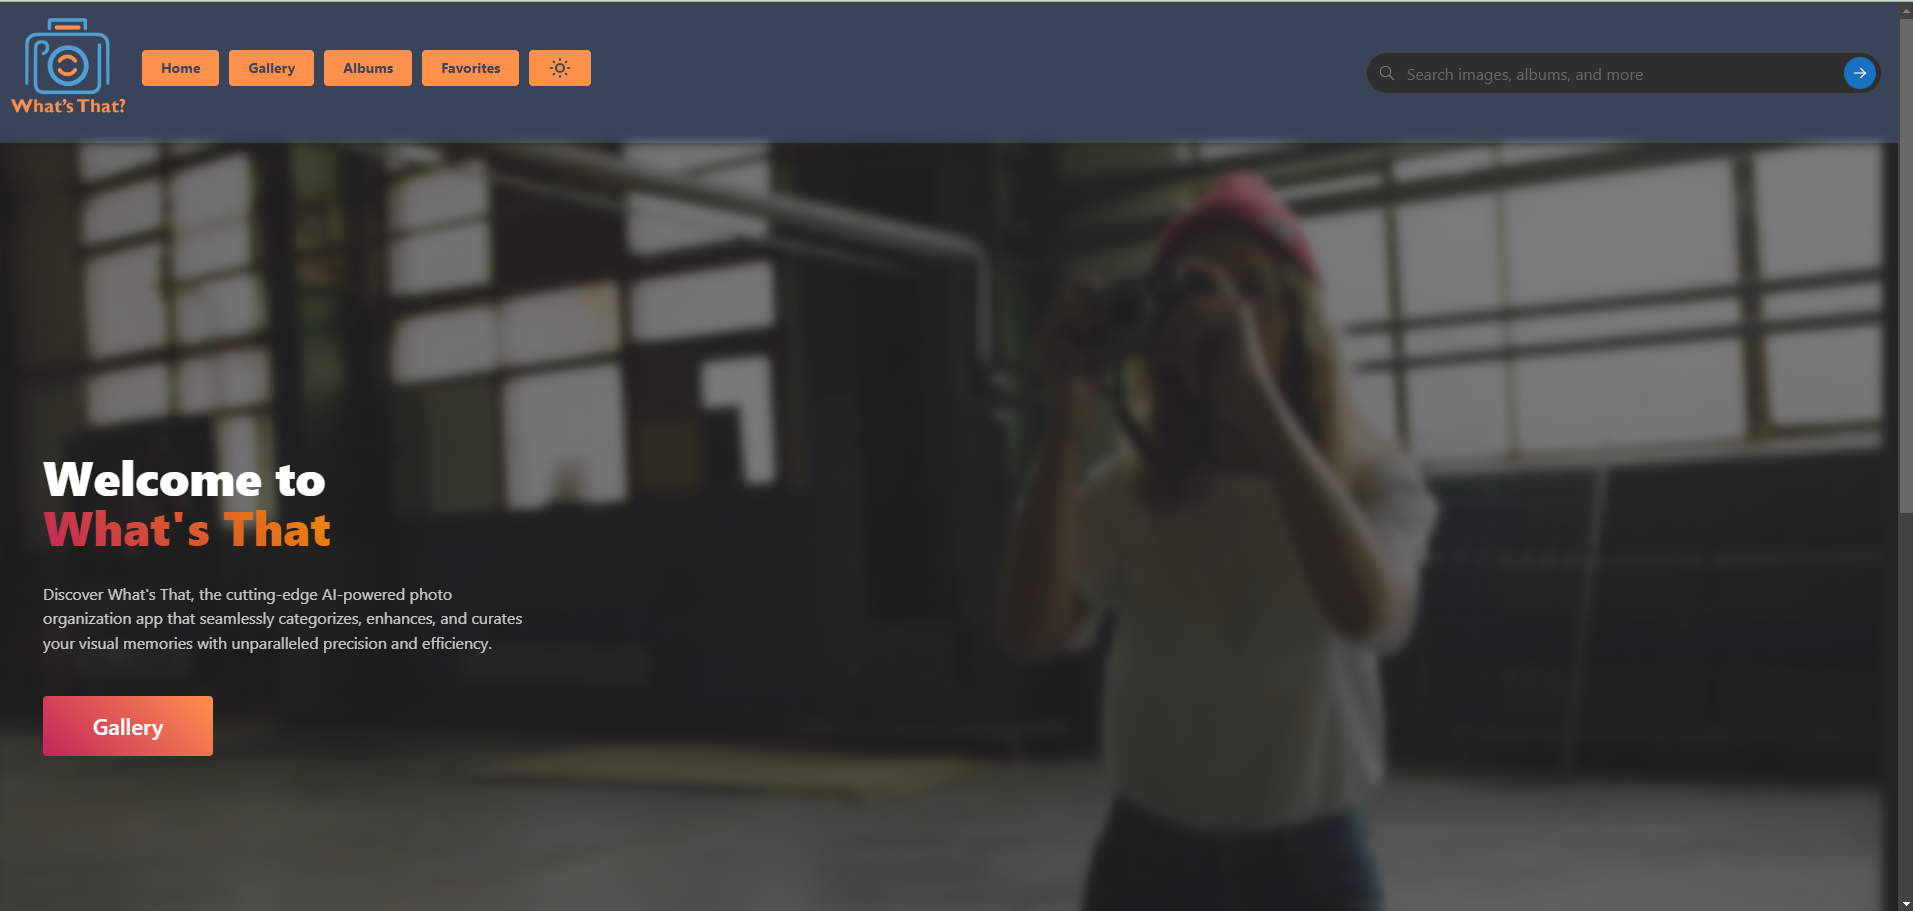 What's That?
Home
Gallery
Albums
Favorites
Search images, albums, and more
Welcome to
What's That
Discover What's That, the cutting-edge AI-powered photo
organization app that seamlessly categorizes, enhances, and curates
your visual memories with unparalleled precision and efficiency.
Gallery